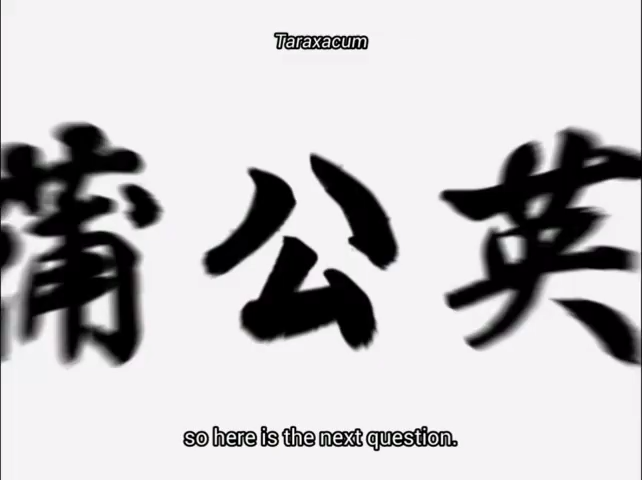 Taraxacum
蒲公英
so here is the next question.